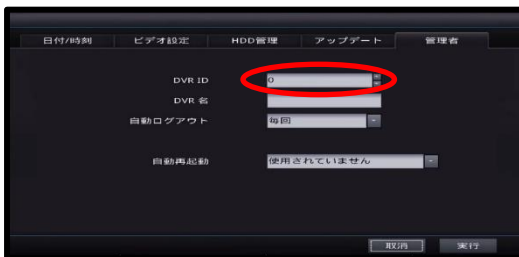 日付/時刻 ビデオ設定 HDD管理 アップデート 管理者
DVR ID 0
DVR 名
自動ログアウト 毎回
自動再起動 使用されていません
取消 実行